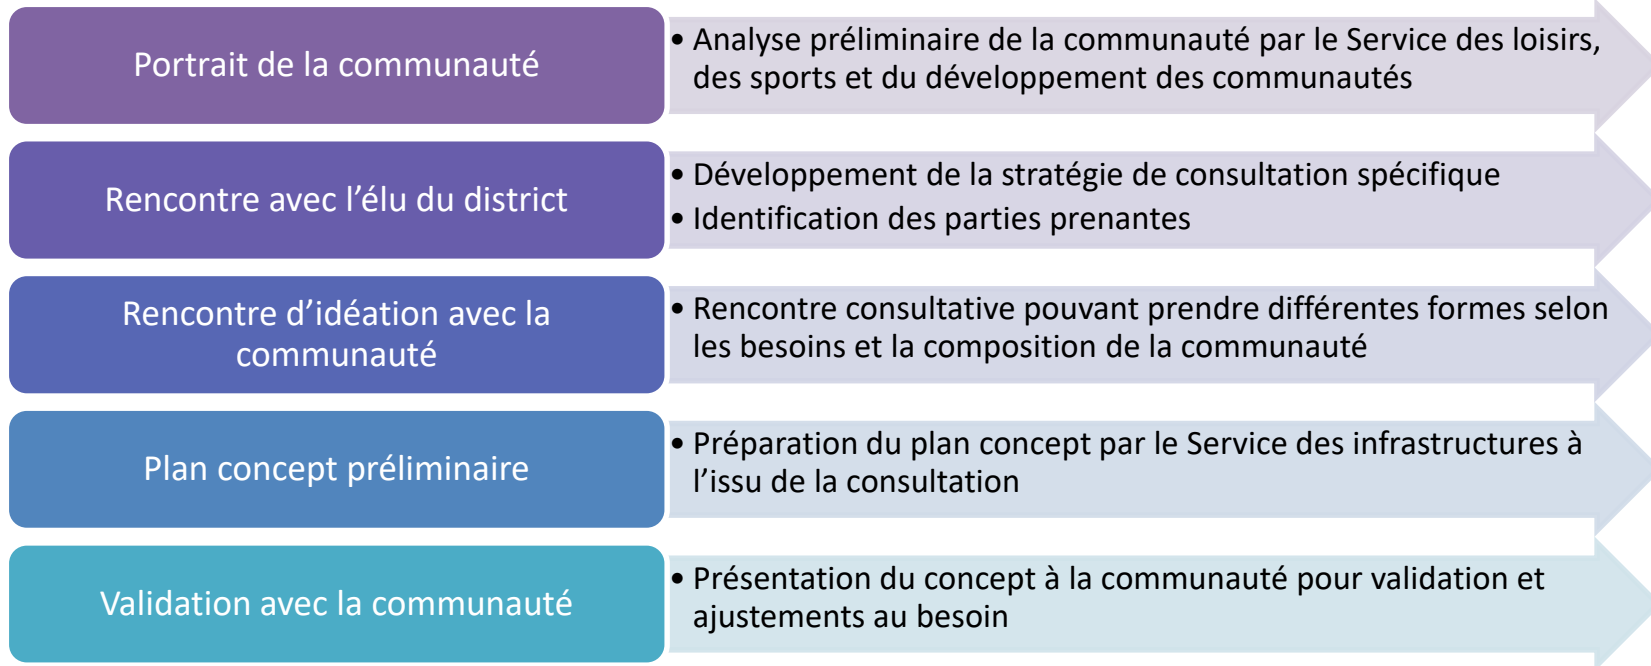 Portrait de la communauté
• Analyse préliminaire de la communauté par le Service des loisirs,
des sports et du développement des communautés
Rencontre avec l’élu du district
• Développement de la stratégie de consultation spécifique
• Identification des parties prenantes
Rencontre d’idéation avec la
communauté
• Rencontre consultative pouvant prendre différentes formes selon
les besoins et la composition de la communauté
Plan concept préliminaire
• Préparation du plan concept par le Service des infrastructures à
l’issu de la consultation
Validation avec la communauté
• Présentation du concept à la communauté pour validation et
ajustements au besoin